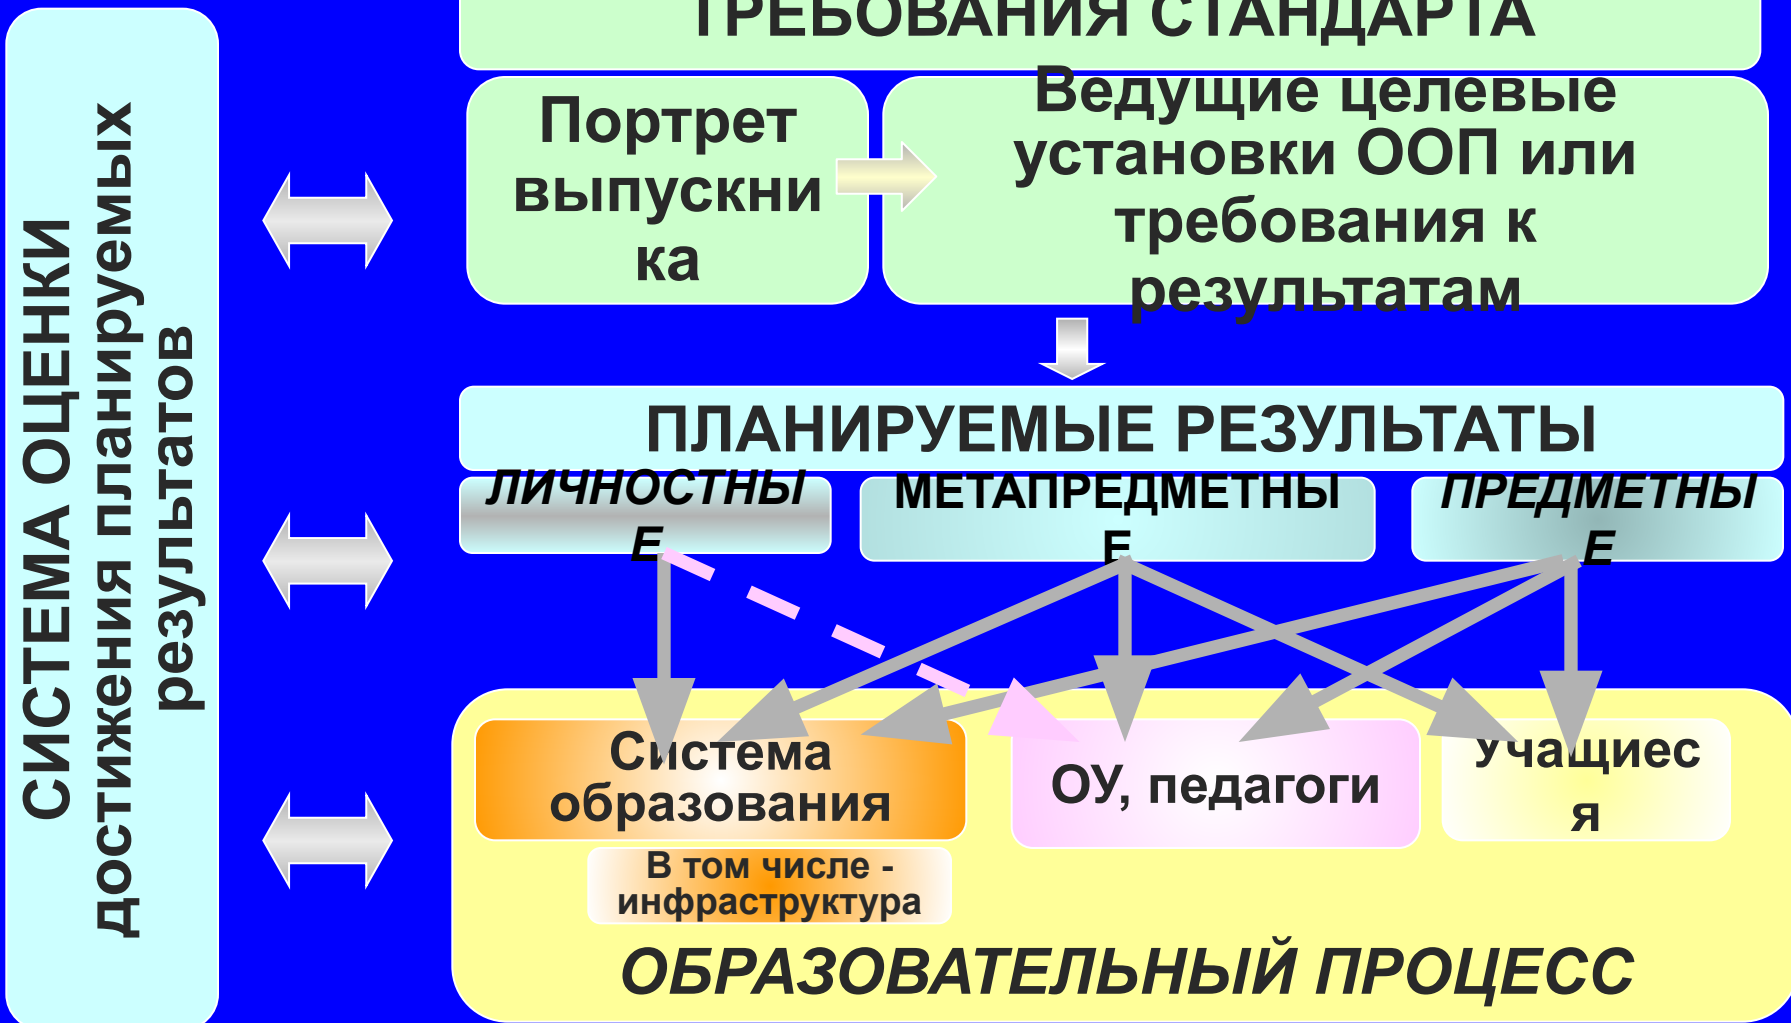 СИСТЕМА ОЦЕНКИ
достижения планируемых
результатов
ТРЕБОВАНИЯ СТАНДАРТА
Портрет
выпускни
ка
Ведущие целевые
установки ООП или
требования к
результатам
ПЛАНИРУЕМЫЕ РЕЗУЛЬТАТЫ
ЛИЧНОСТНЫ
Е
МЕТАПРЕДМЕТНЫ
Е
ПРЕДМЕТНЫ
Е
Система
образования
ОУ, педагоги
Учащиес
я
В том числе -
инфраструктура
ОБРАЗОВАТЕЛЬНЫЙ ПРОЦЕСС